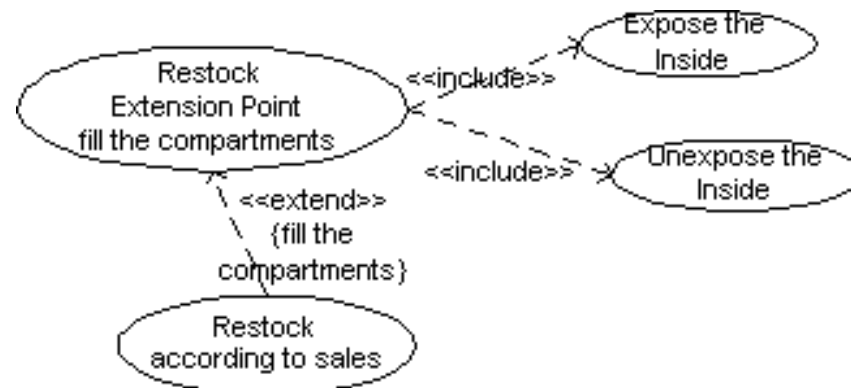 Restock
Extension Point
fill the compartments
<<include>>
Expose the
Inside
<<include>>
Unexpose the
Inside
<<extend>>
{fill the
compartments}
Restock
according to sales